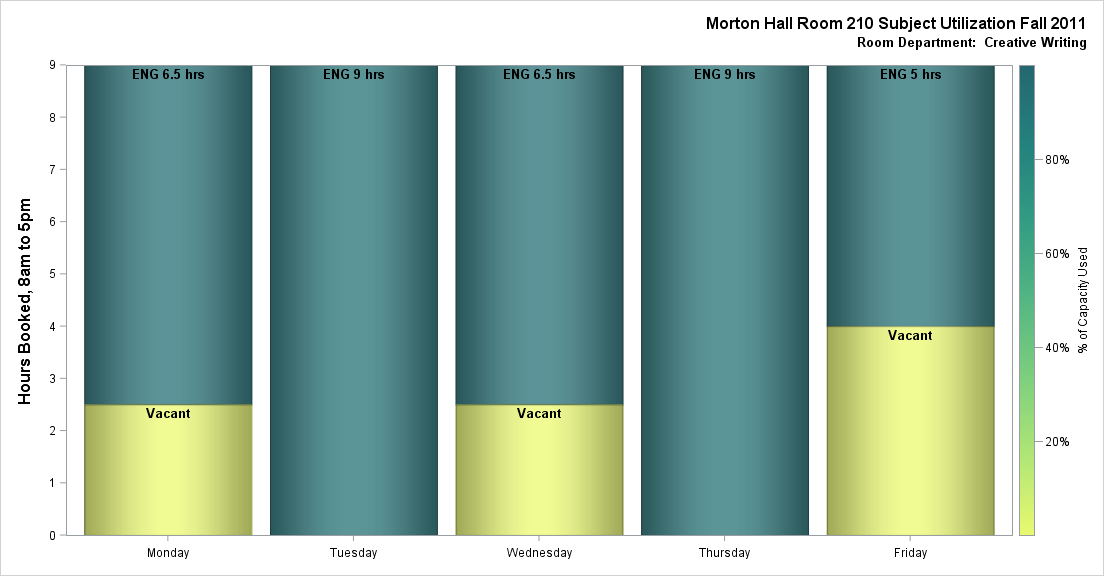 Morton Hall Room 210 Subject Utilization Fall 2011
Room Department:  Creative Writing
Hours Booked, 8am to 5pm
9
8
7
6
5
4
3
2
1
0
ENG 6.5 hrs
ENG 9 hrs
ENG 6.5 hrs
ENG 9 hrs
ENG 5 hrs
Vacant
Vacant
Vacant
Monday
Tuesday
Wednesday
Thursday
Friday
80%
60%
40%
20%
% of Capacity Used